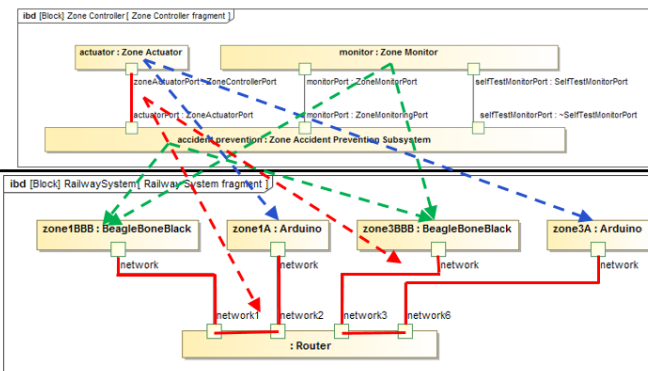 ibd [Block] Zone Controller [ Zone Controller fragment ]
actuator : Zone Actuator
monitor : Zone Monitor
zoneActuatorPort : ZoneControllerPort
monitorPort : ZoneMonitorPort
selfTestMonitorPort : SelfTestMonitorPort
actuatorPort : ZoneActuatorPort
monitorPort : ZoneMonitoringPort
selfTestMonitorPort : ~SelfTestMonitorPort
accident prevention : Zone Accident Preventing Subsystem
ibd [Block] RailwaySystem[ Railway System fragment ]
zone1BBB : BeagleBoneBlack
zone1A : Arduino
zone3BBB : BeagleBoneBlack
zone3A : Arduino
network
network
network
network
network1
network2
network3
network6
: Router